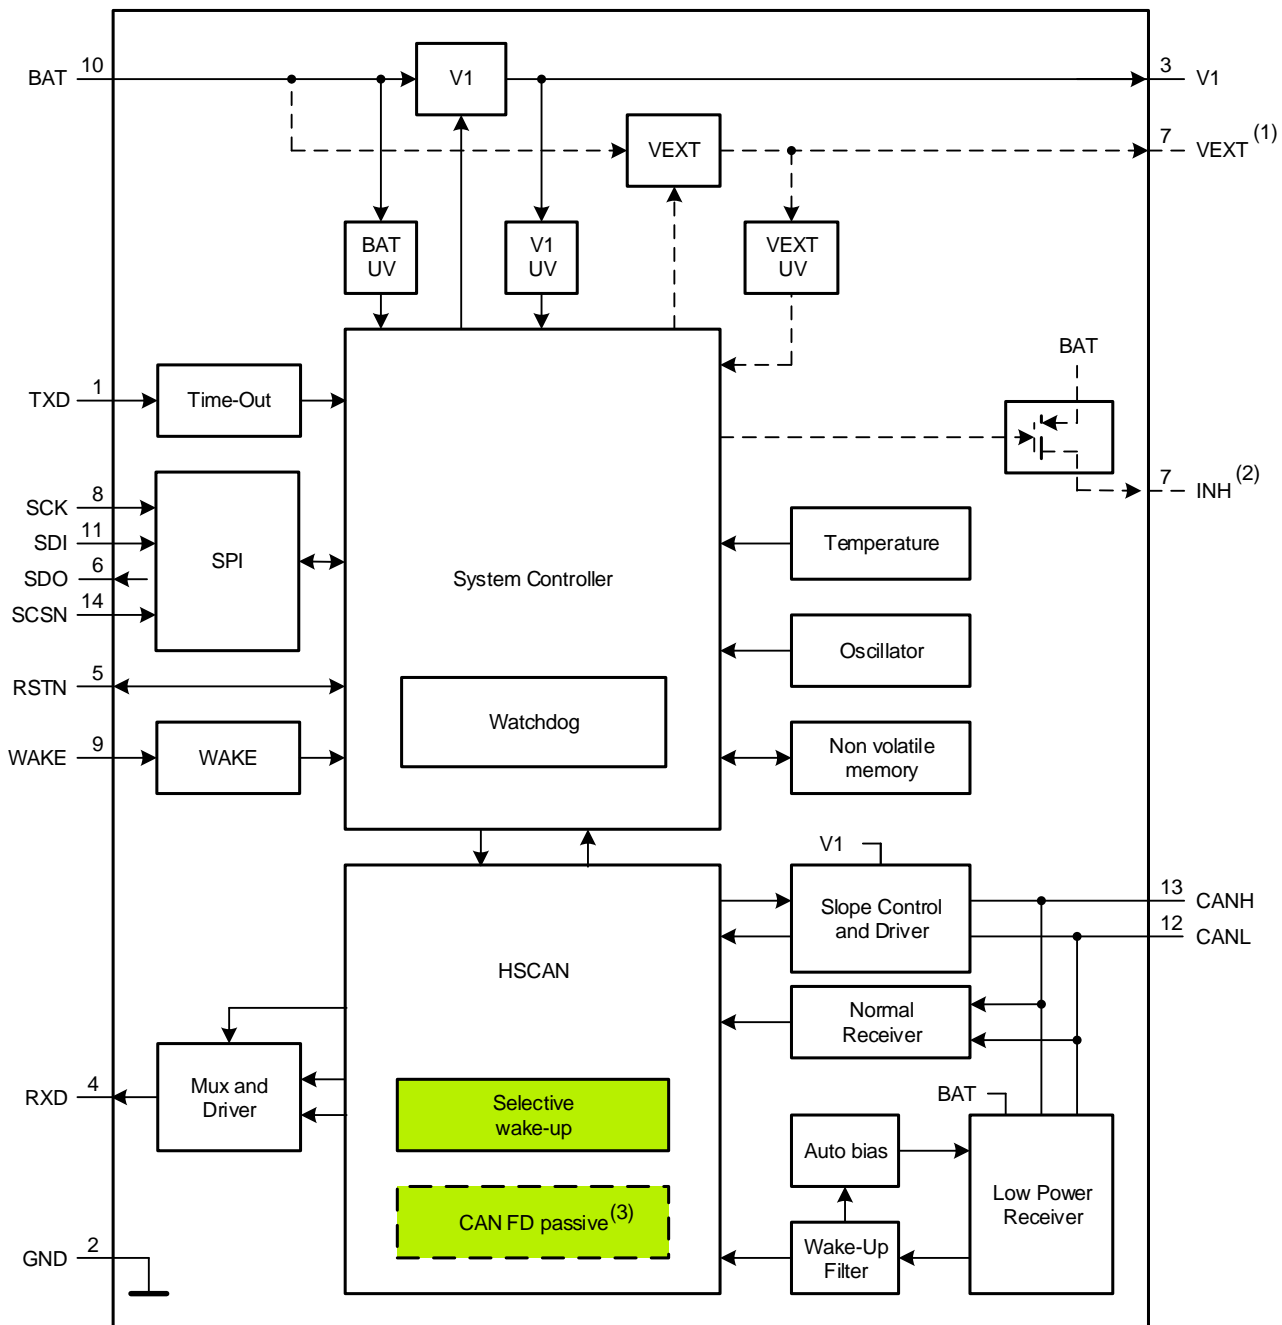 BAT 10
V1
3 V1
VEXT
7 VEXT (1)
BAT
UV
V1
UV
VEXT
UV
BAT
TXD 1
Time-Out
7 INH (2)
SCK 8
SDI 11
SDO 6
SCSN 14
SPI
System Controller
Temperature
Oscillator
RSTN 5
Watchdog
WAKE 9
WAKE
Non volatile
memory
V1
Slope Control
and Driver
13 CANH
12 CANL
HSCAN
Normal
Receiver
RXD 4
Mux and
Driver
Selective
wake-up
BAT
Auto bias
Low Power
Receiver
CAN FD passive(3)
Wake-Up
Filter
GND 2